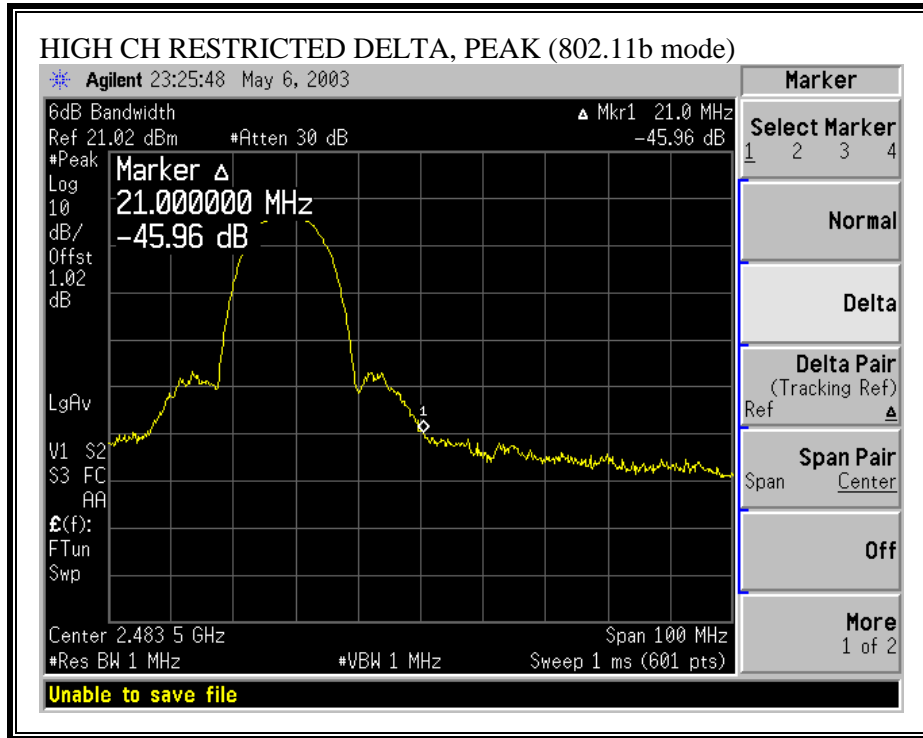 HIGH CH RESTRICTED DELTA, PEAK (802.11b mode)
Agilent 23:25:48 May 6, 2003
6dB Bandwidth
Δ Mkr1 21.0 MHz
Ref 21.02 dBm #Atten 30 dB -45.96 dB
#Peak
Log
10
dB/
Offst
1.02
dB
Marker Δ
21.000000 MHz
-45.96 dB
LgAv
V1 S2
S3 FC
AA
£(f):
FTun
Swp
1
Center 2.483 5 GHz Span 100 MHz
#Res BW 1 MHz #VBW 1 MHz Sweep 1 ms (601 pts)
Unable to save file
Marker
Select Marker
1 2 3 4
Normal
Delta
Delta Pair
(Tracking Ref)
Ref Δ
Span Pair
Span Center
Off
More
1 of 2